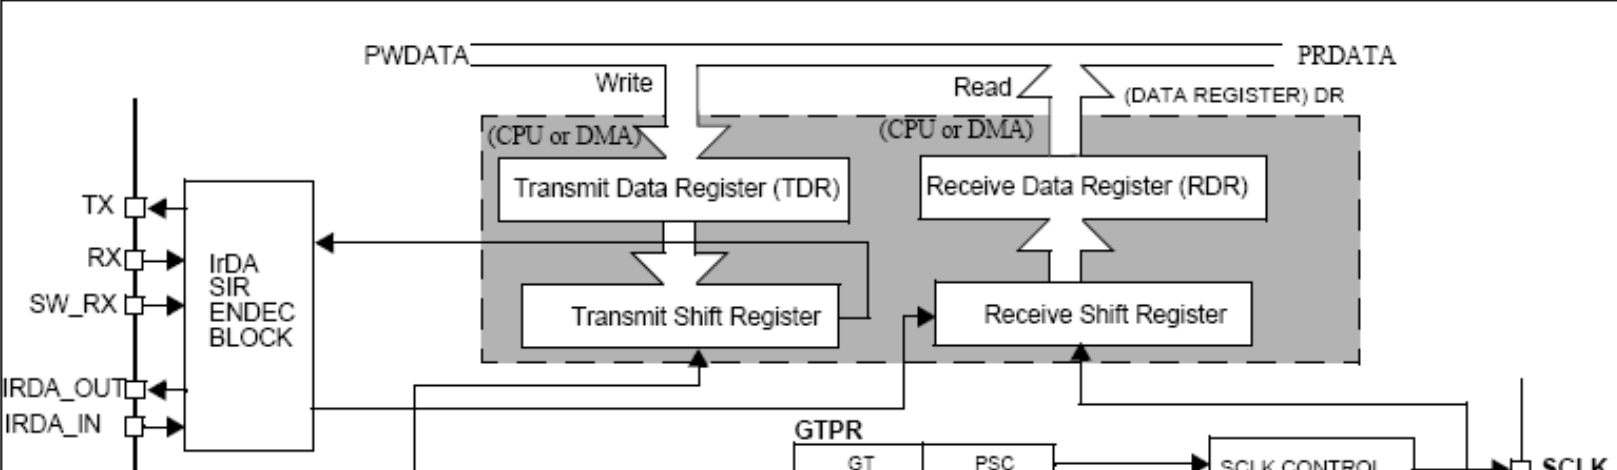 PWDATA
PRDATA
Write
Read
(DATA REGISTER) DR
(CPU or DMA)
(CPU or DMA)
Transmit Data Register (TDR)
Receive Data Register (RDR)
TX
RX
SW_RX
IrDA
SIR
ENDEC
BLOCK
Transmit Shift Register
Receive Shift Register
IRDA_OUT
IRDA_IN
GTPR
GT
PSC
SCLK CONTROL
SCLK